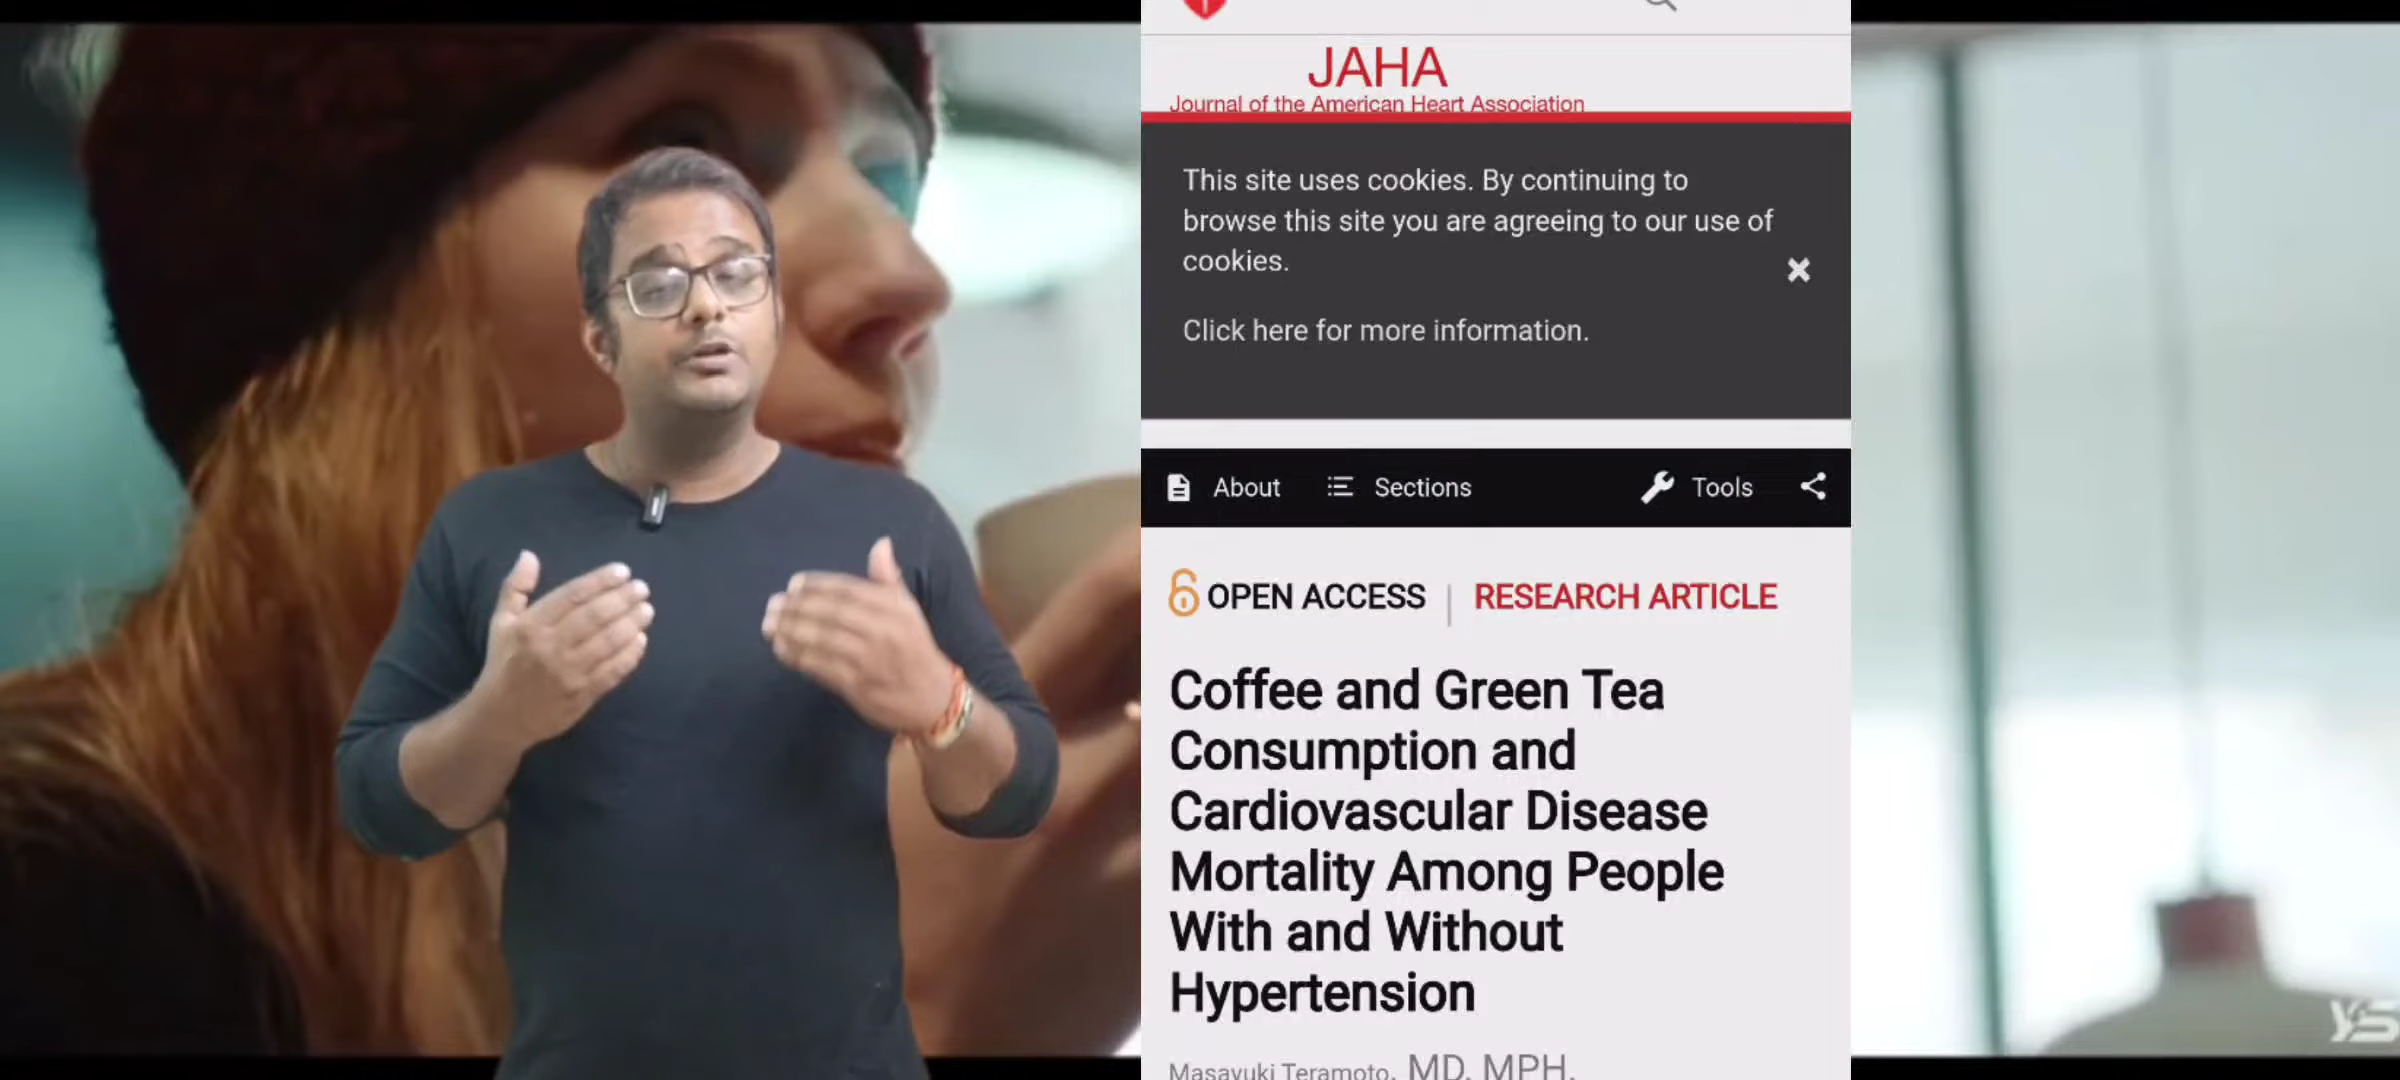 JAHA
Journal of the American Heart Association
This site uses cookies. By continuing to
browse this site you are agreeing to our use of
cookies.
Click here for more information.
About Sections Tools
OPEN ACCESS | RESEARCH ARTICLE
Coffee and Green Tea
Consumption and
Cardiovascular Disease
Mortality Among People
With and Without
Hypertension
Masayuki Teramoto, MD, MPH,
YS